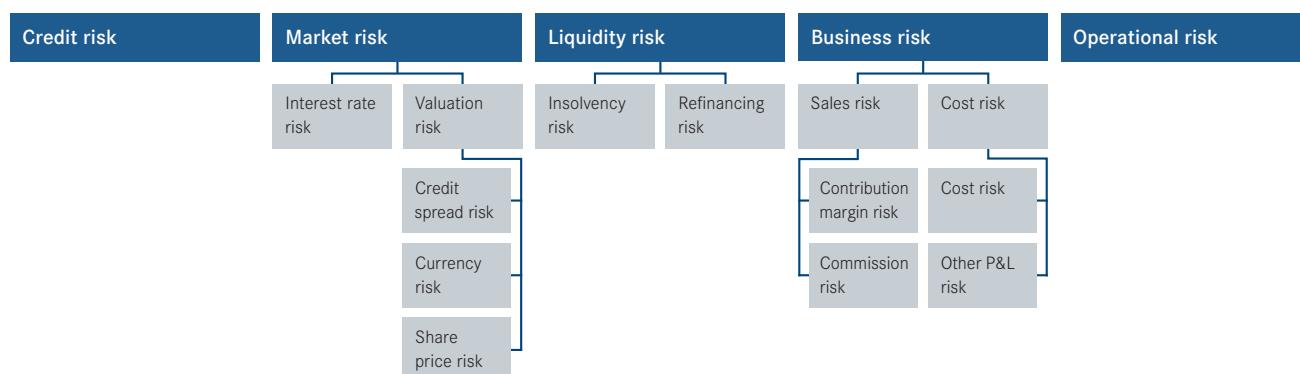 Credit risk
Market risk
Liquidity risk
Business risk
Operational risk
Interest rate
risk
Valuation
risk
Insolvency
risk
Refinancing
risk
Sales risk
Cost risk
Credit
spread risk
Contribution
margin risk
Cost risk
Currency
risk
Commission
risk
Other P&L
risk
Share
price risk